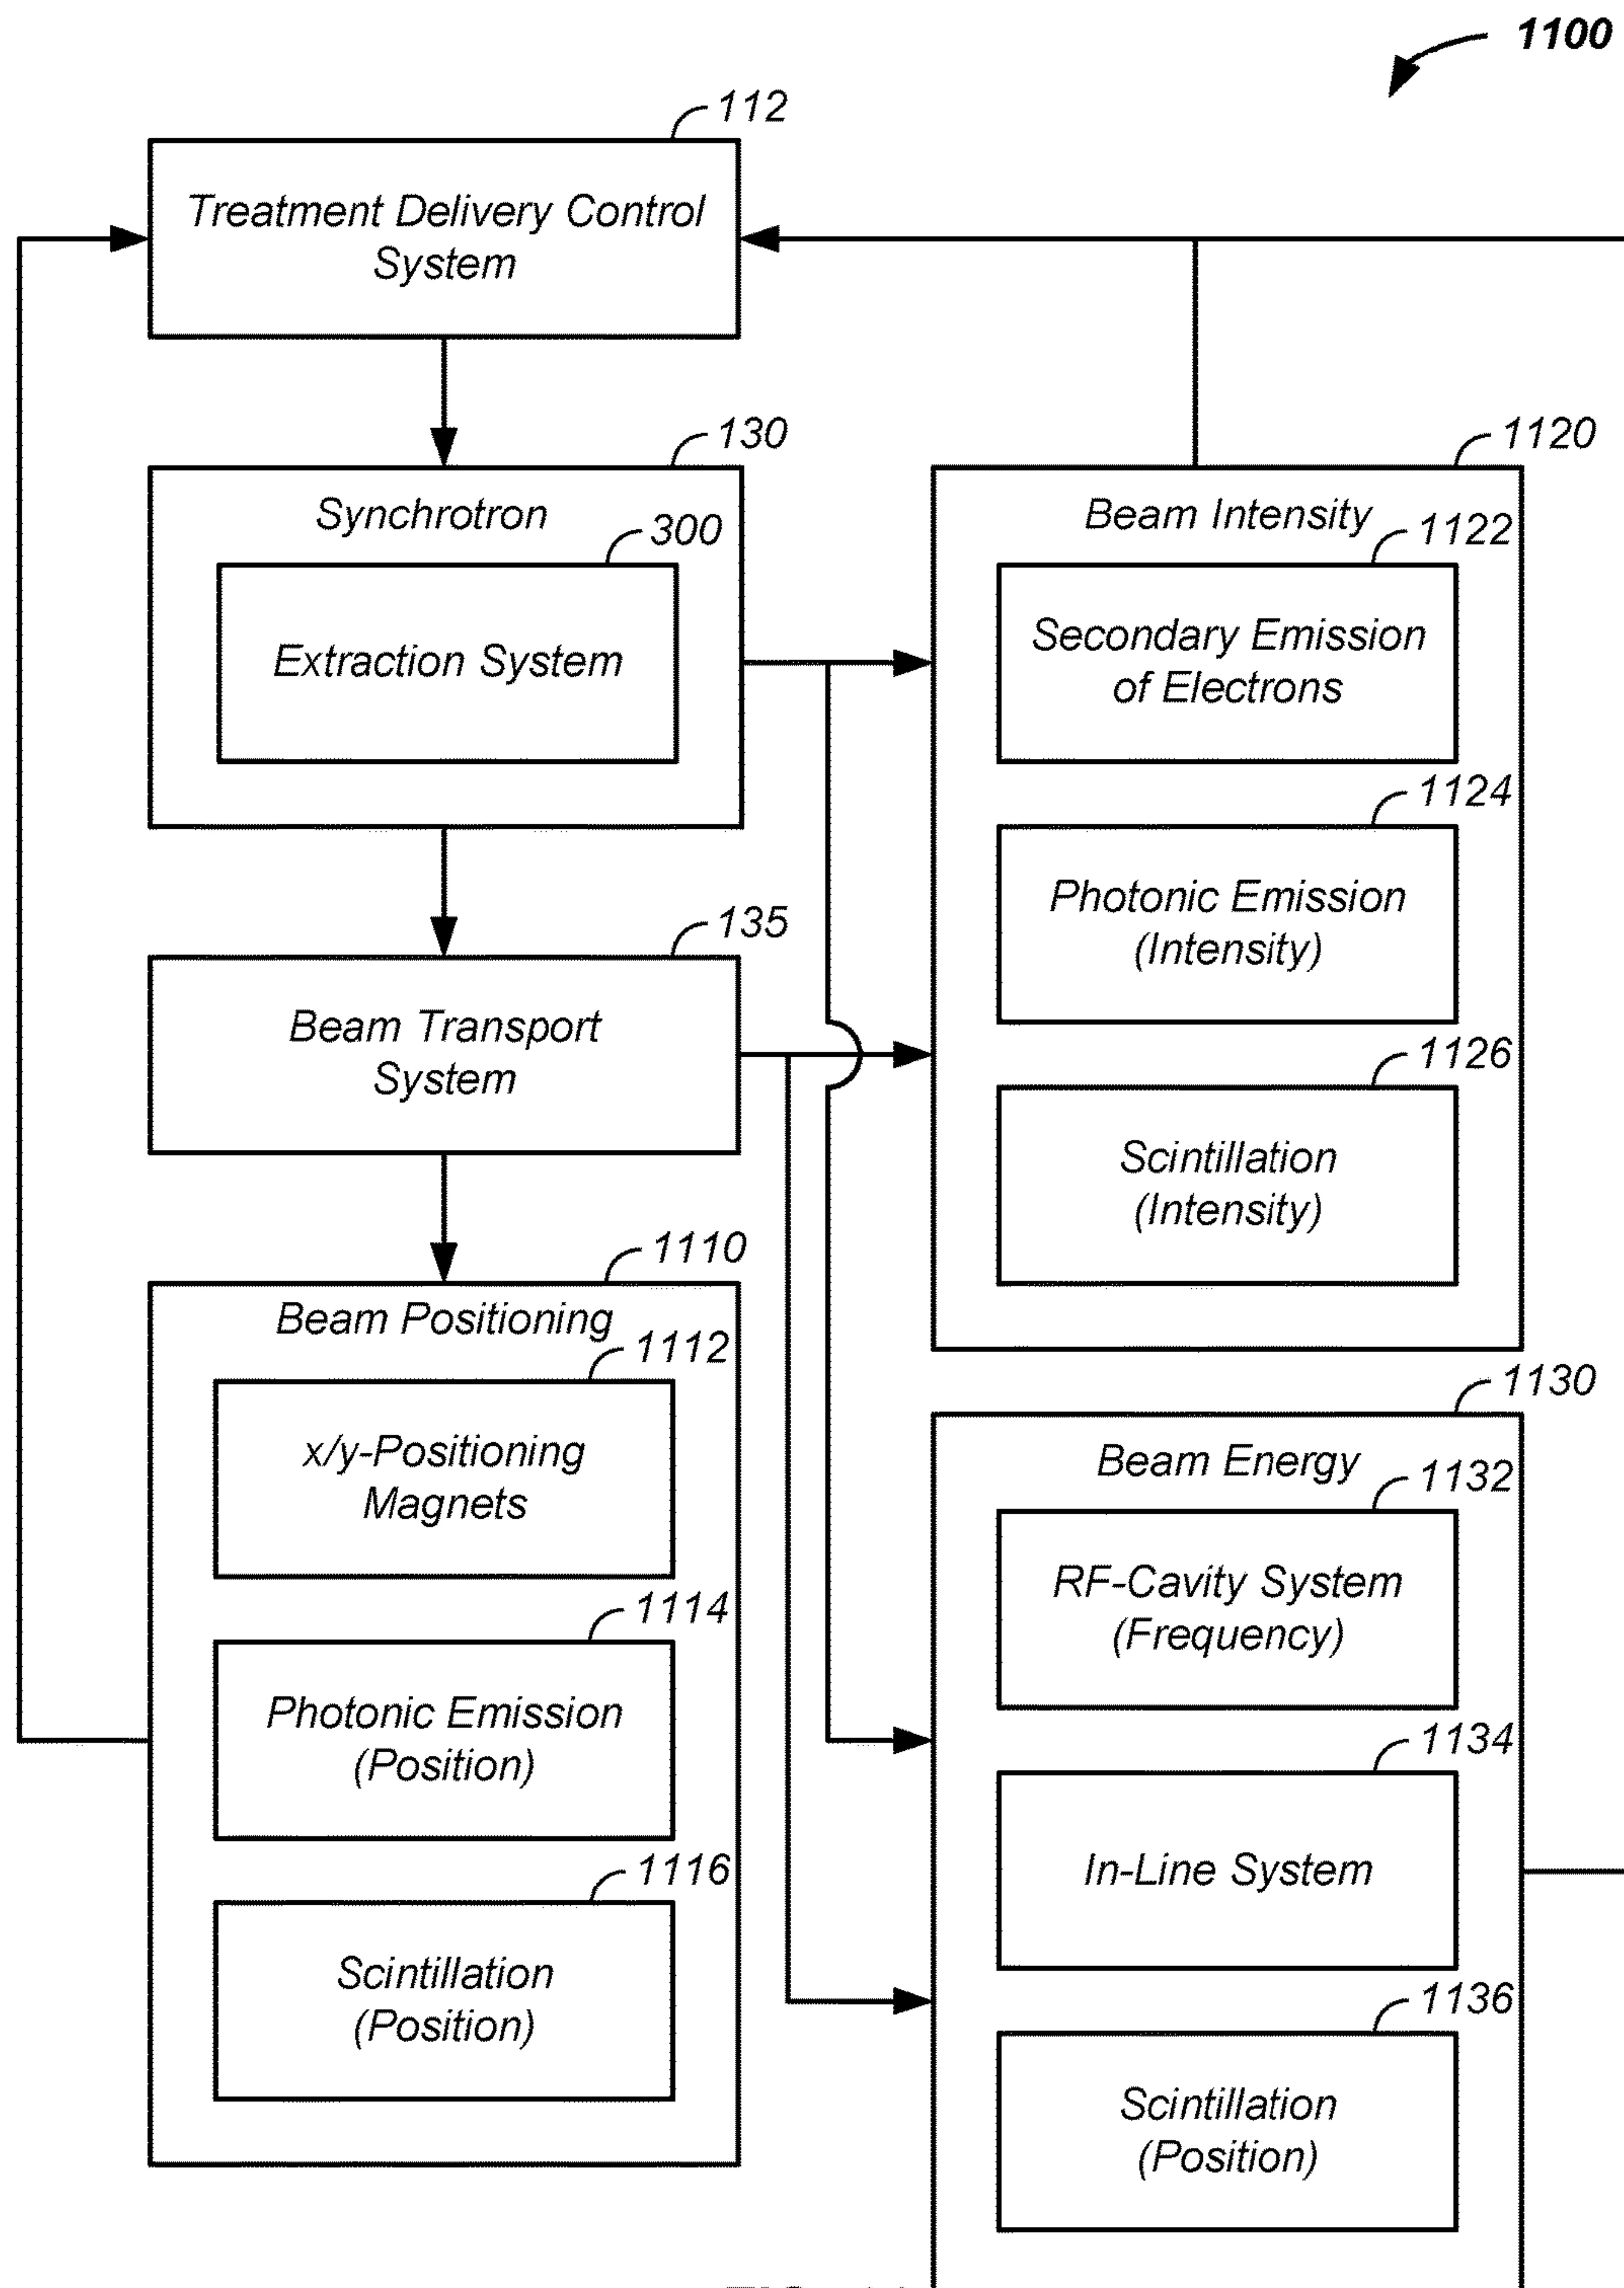 1100
112
Treatment Delivery Control
System
130
Synchrotron
300
Extraction System
135
Beam Transport
System
1110
Beam Positioning
1112
x/y-Positioning
Magnets
1114
Photonic Emission
(Position)
1116
Scintillation
(Position)
1120
Beam Intensity
1122
Secondary Emission
of Electrons
1124
Photonic Emission
(Intensity)
1126
Scintillation
(Intensity)
1130
Beam Energy
1132
RF-Cavity System
(Frequency)
1134
In-Line System
1136
Scintillation
(Position)